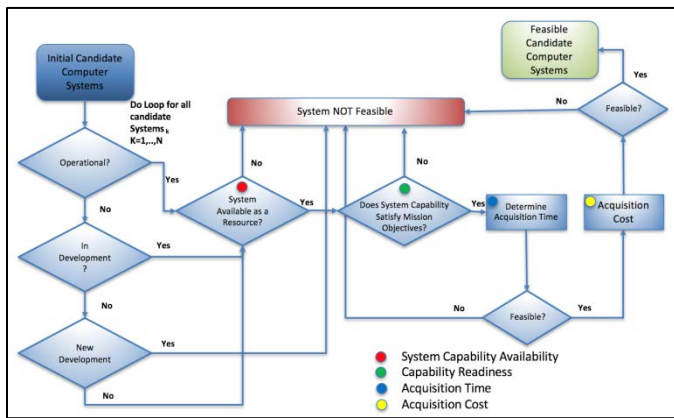 Initial Candidate
Computer
Systems
Do Loop for all
candidate
Systems k
K=1,..,N
Feasible
Candidate
Computer
Systems
Yes
System NOT Feasible
No
Feasible?
Operational?
Yes
No
No
System
Available as a
Resource?
Yes
Does System Capability
Satisfy Mission
Objectives?
Yes
Determine
Acquisition Time
Acquisition
Cost
No
In
Development
?
Yes
No
Feasible?
No
Yes
New
Development
Yes
No
System Capability Availability
Capability Readiness
Acquisition Time
Acquisition Cost